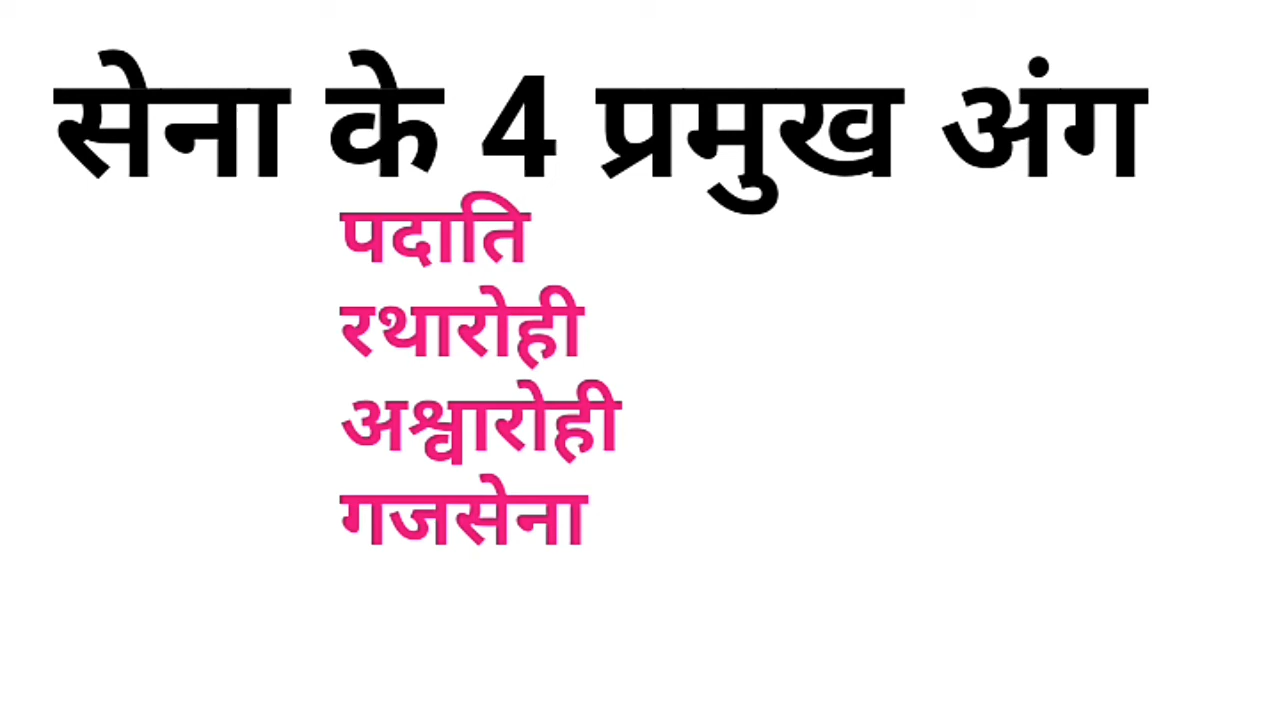 सेना के 4 प्रमुख अंग
पदाति
रथारोही
अश्वारोही
गजसेना